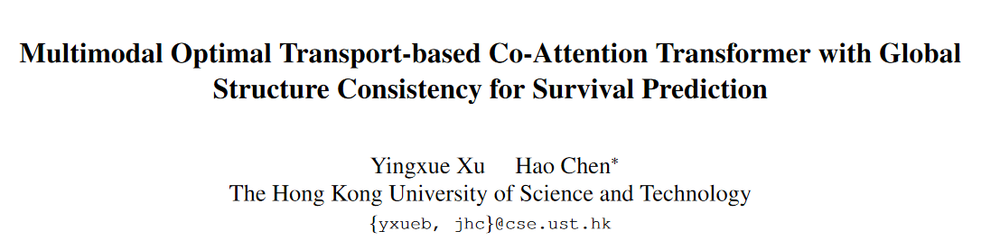 Multimodal Optimal Transport-based Co-Attention Transformer with Global
Structure Consistency for Survival Prediction
Yingxue Xu Hao Chen*
The Hong Kong University of Science and Technology
{yxueb, jhc}@cse.ust.hk